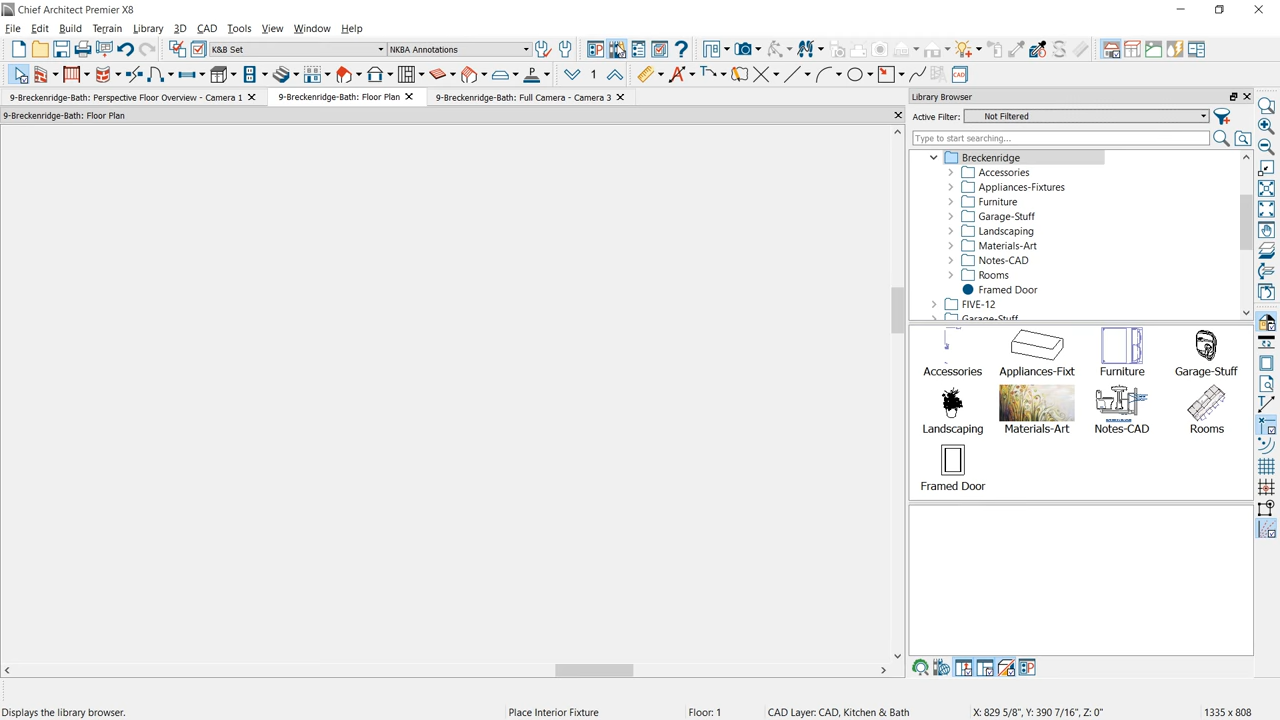 Chief Architect Premier X8
File Edit Build Terrain Library 3D CAD Tools View Window Help
K&B Set NKBA Annotations
1
CAD
9-Breckenridge-Bath: Perspective Floor Overview - Camera 1 9-Breckenridge-Bath: Floor Plan 9-Breckenridge-Bath: Full Camera - Camera 3
9-Breckenridge-Bath: Floor Plan
Library Browser
Active Filter: Not Filtered
Type to start searching...
Breckenridge
Accessories
Appliances-Fixtures
Furniture
Garage-Stuff
Landscaping
Materials-Art
Notes-CAD
Rooms
Framed Door
FIVE-12
Garage-Stuff
Accessories Appliances-Fixt Furniture Garage-Stuff
Landscaping Materials-Art Notes-CAD Rooms
Framed Door
Displays the library browser. Place Interior Fixture Floor: 1 CAD Layer: CAD, Kitchen & Bath X: 829 5/8", Y: 390 7/16", Z: 0" 1335 x 808